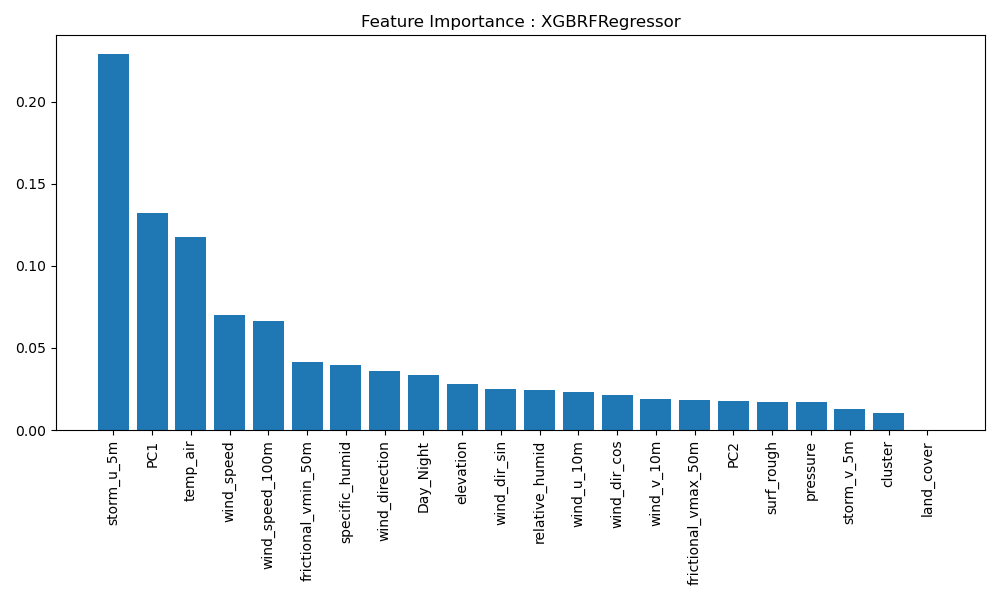 Feature Importance : XGBRFRegressor
0.20
0.15
0.10
0.05
0.00
storm_u_5m
PC1
temp_air
wind_speed
wind_speed_100m
frictional_vmin_50m
specific_humid
wind_direction
Day_Night
elevation
wind_dir_sin
relative_humid
wind_u_10m
wind_dir_cos
wind_v_10m
frictional_vmax_50m
PC2
surf_rough
pressure
storm_v_5m
cluster
land_cover